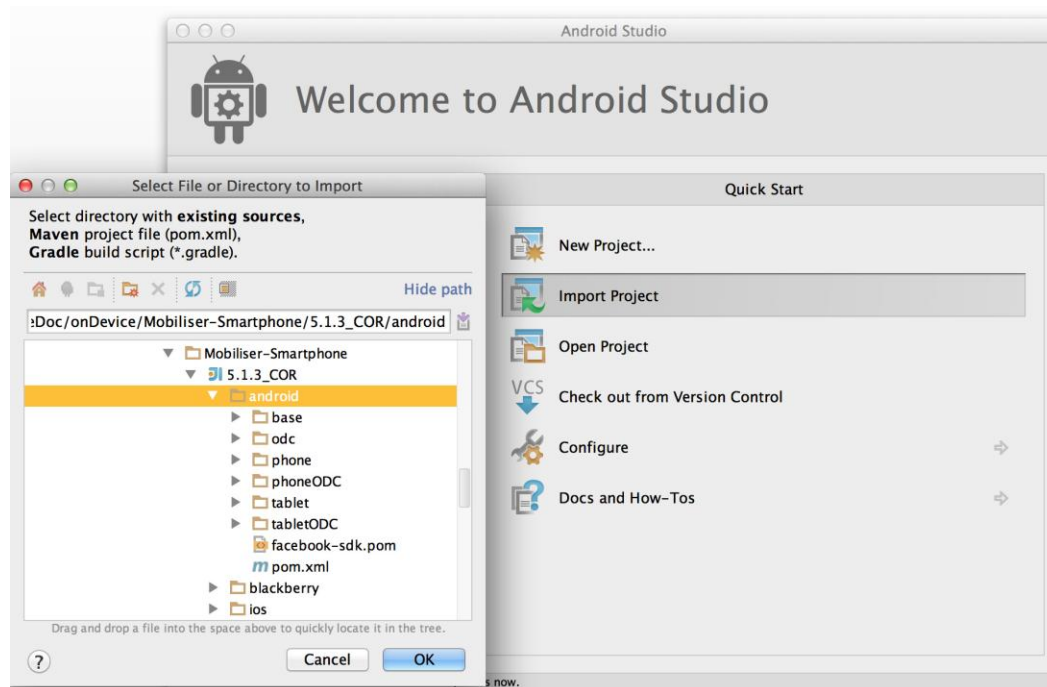 Android Studio
Welcome to Android Studio
Select File or Directory to Import
Select directory with existing sources,
Maven project file (pom.xml),
Gradle build script (*.gradle).
Hide path
Doc/onDevice/Mobiliser-Smartphone/5.1.3_COR/android
Mobiliser-Smartphone
5.1.3_COR
android
base
odc
phone
phoneODC
tablet
tabletODC
facebook-sdk.pom
m pom.xml
blackberry
ios
Drag and drop a file into the space above to quickly locate it in the tree.
?
Cancel
OK
Quick Start
New Project...
Import Project
Open Project
VCS
Check out from Version Control
Configure
Docs and How-Tos
s now.